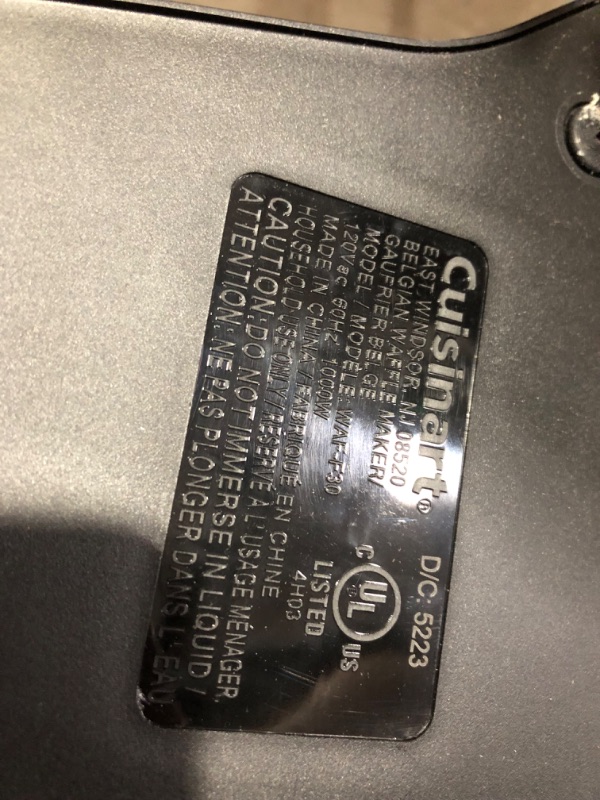 Cuisinart® D/C: 5223
EAST WINDSOR, NJ 08520
BELGIAN WAFFLE MAKER/
GAUFRIER BELGE
MODEL / MODÈLE: WAF-F30
120Vac 60Hz 1000W
MADE IN CHINA / FABRIQUÉ EN CHINE
HOUSEHOLD USE ONLY / RÉSERVÉ À L'USAGE MÉNAGER.
CAUTION: DO NOT IMMERSE IN LIQUID /
ATTENTION: NE PAS PLONGER DANS L'EAU
C UL US
LISTED
4H03